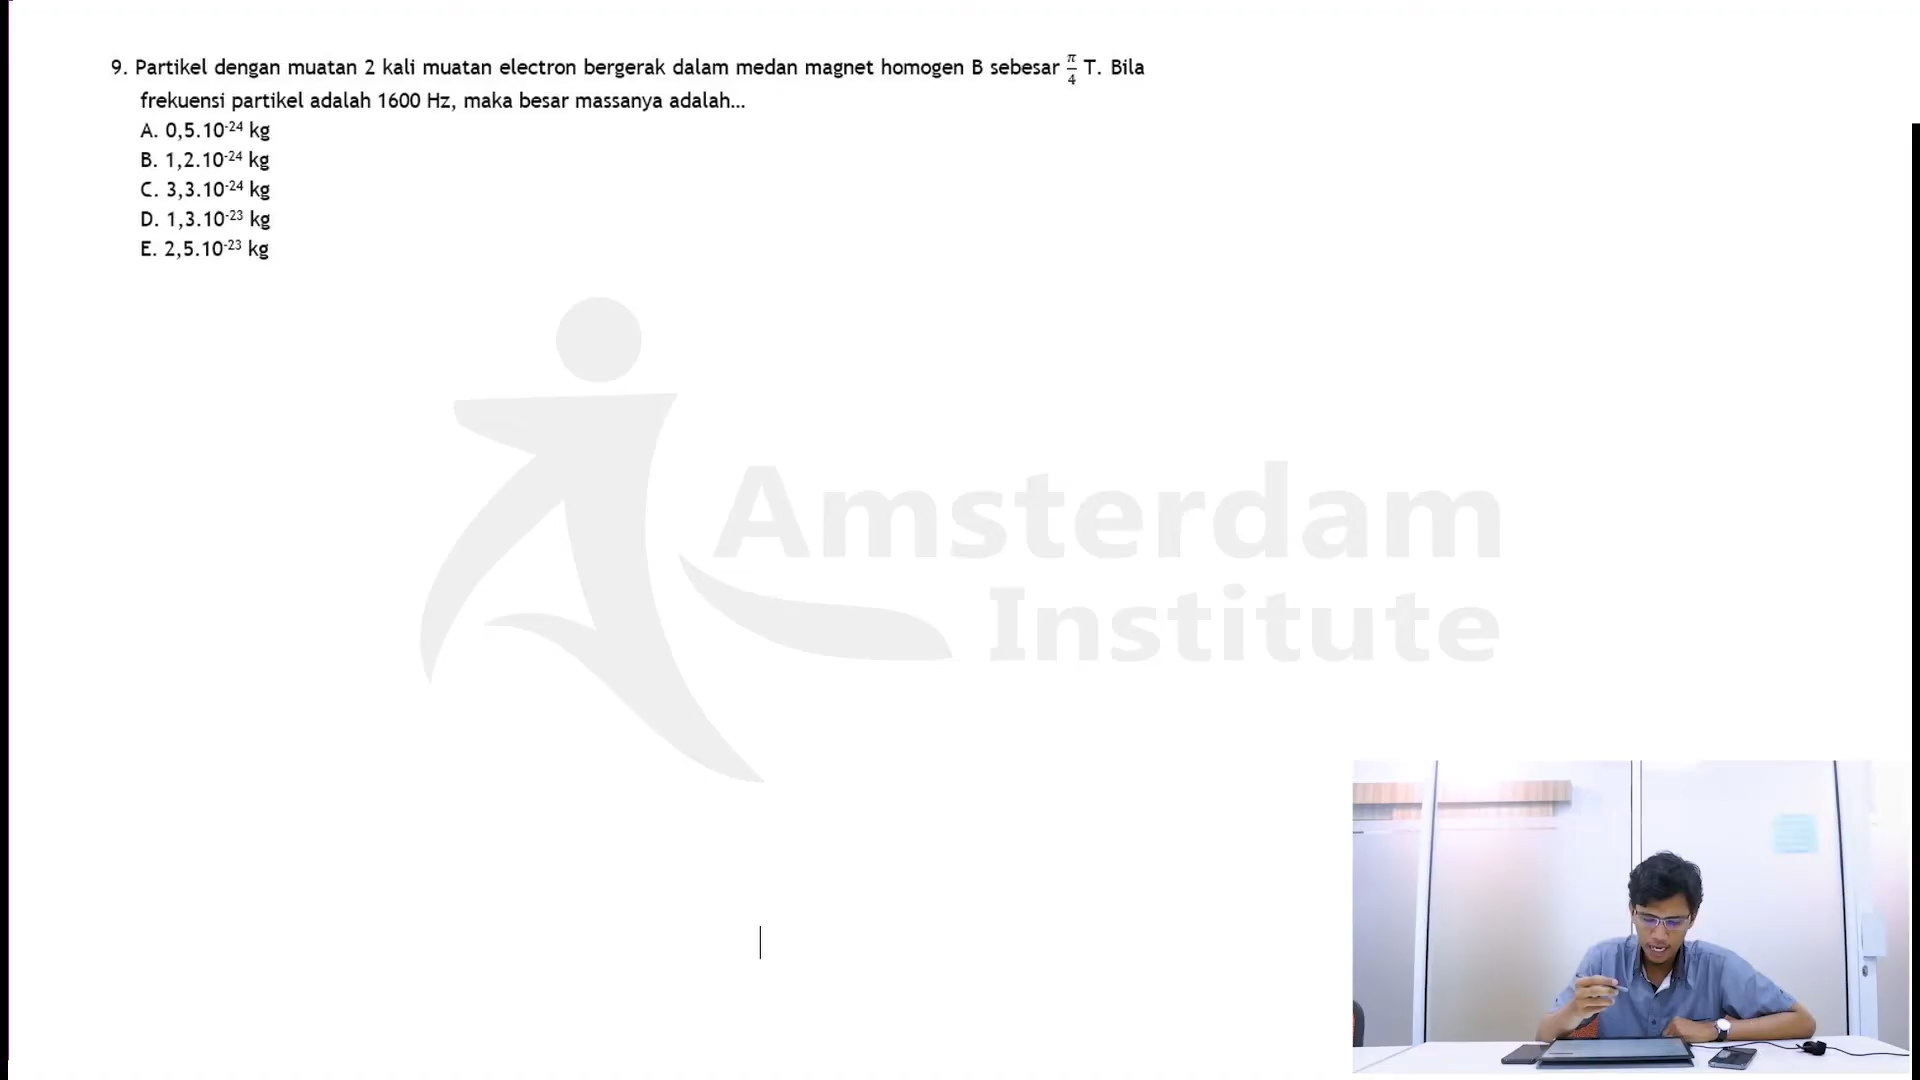 9. Partikel dengan muatan 2 kali muatan electron bergerak dalam medan magnet homogen B sebesar π/4 T. Bila
frekuensi partikel adalah 1600 Hz, maka besar massanya adalah...
A. 0,5.10⁻²⁴ kg
B. 1,2.10⁻²⁴ kg
C. 3,3.10⁻²⁴ kg
D. 1,3.10⁻²³ kg
E. 2,5.10⁻²³ kg
Amsterdam
Institute